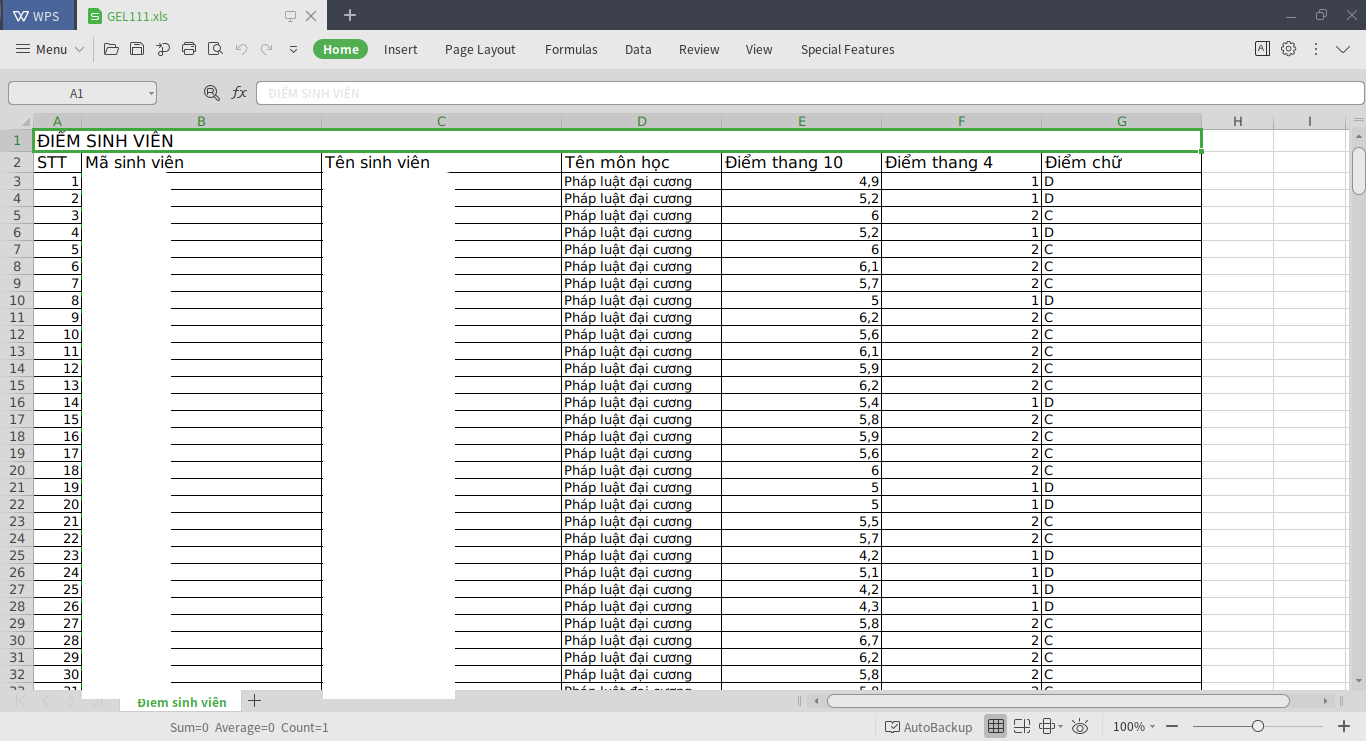 WPS GEL111.xls
Menu Home Insert Page Layout Formulas Data Review View Special Features
A1 fx ĐIỂM SINH VIÊN
A B C D E F G H I
1 ĐIỂM SINH VIÊN
2 STT Mã sinh viên Tên sinh viên Tên môn học Điểm thang 10 Điểm thang 4 Điểm chữ
3 1 Pháp luật đại cương 4,9 1 D
4 2 Pháp luật đại cương 5,2 1 D
5 3 Pháp luật đại cương 6 2 C
6 4 Pháp luật đại cương 5,2 1 D
7 5 Pháp luật đại cương 6 2 C
8 6 Pháp luật đại cương 6,1 2 C
9 7 Pháp luật đại cương 5,7 2 C
10 8 Pháp luật đại cương 5 1 D
11 9 Pháp luật đại cương 6,2 2 C
12 10 Pháp luật đại cương 5,6 2 C
13 11 Pháp luật đại cương 6,1 2 C
14 12 Pháp luật đại cương 5,9 2 C
15 13 Pháp luật đại cương 6,2 2 C
16 14 Pháp luật đại cương 5,4 1 D
17 15 Pháp luật đại cương 5,8 2 C
18 16 Pháp luật đại cương 5,9 2 C
19 17 Pháp luật đại cương 5,6 2 C
20 18 Pháp luật đại cương 6 2 C
21 19 Pháp luật đại cương 5 1 D
22 20 Pháp luật đại cương 5 1 D
23 21 Pháp luật đại cương 5,5 2 C
24 22 Pháp luật đại cương 5,7 2 C
25 23 Pháp luật đại cương 4,2 1 D
26 24 Pháp luật đại cương 5,1 1 D
27 25 Pháp luật đại cương 4,2 1 D
28 26 Pháp luật đại cương 4,3 1 D
29 27 Pháp luật đại cương 5,8 2 C
30 28 Pháp luật đại cương 6,7 2 C
31 29 Pháp luật đại cương 6,2 2 C
32 30 Pháp luật đại cương 5,8 2 C
Điểm sinh viên
Sum=0 Average=0 Count=1 AutoBackup 100%